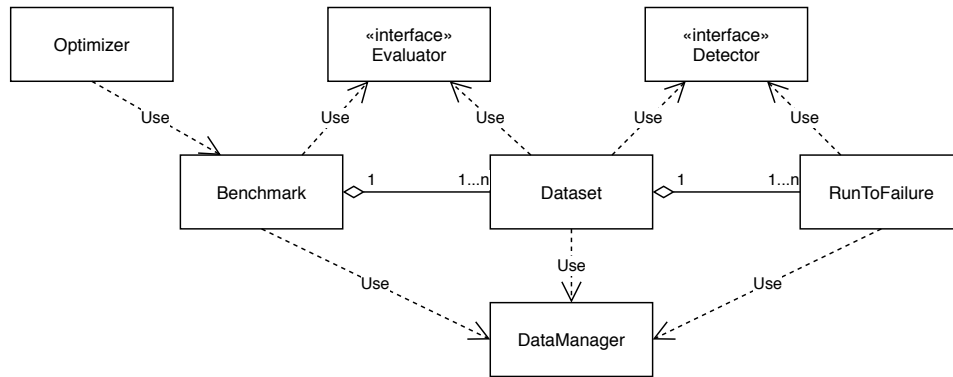 Optimizer
«interface»
Evaluator
«interface»
Detector
Use
Use
Use
Use
Use
Benchmark
1
1...n
Dataset
1
1...n
RunToFailure
Use
Use
Use
DataManager